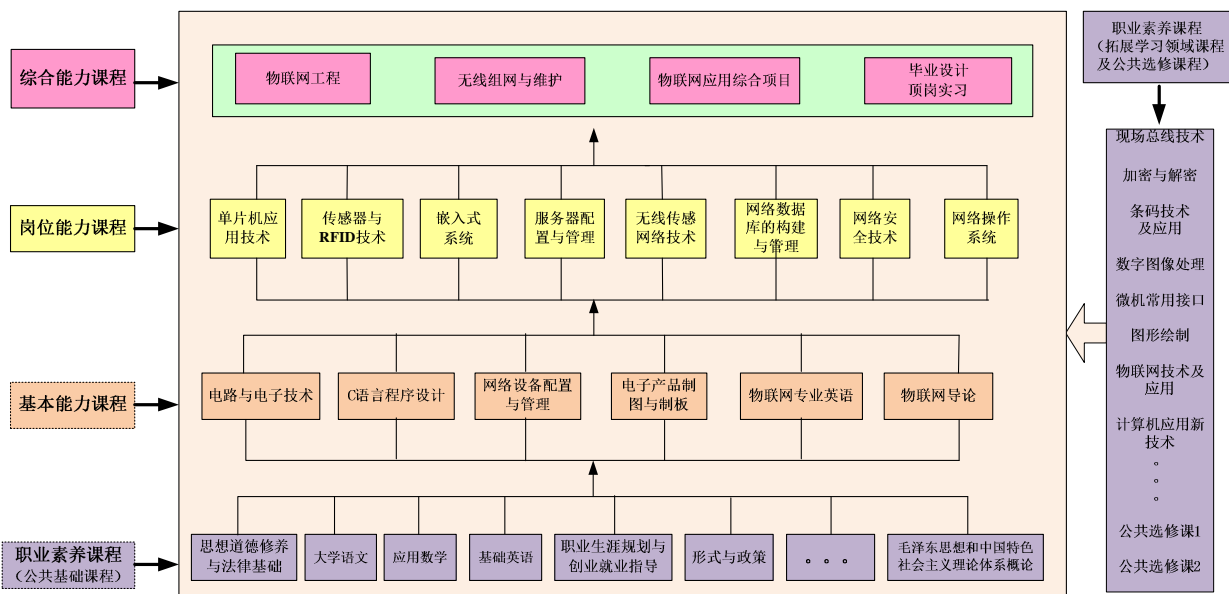 综合能力课程
物联网工程
无线组网与维护
物联网应用综合项目
毕业设计
顶岗实习
岗位能力课程
单片机应
用技术
传感器与
RFID技术
嵌入式
系统
服务器配
置与管理
无线传感
网络技术
网络数据
库的构建
与管理
网络安
全技术
网络操作
系统
基本能力课程
电路与电子技术
C语言程序设计
网络设备配置
与管理
电子产品制
图与制板
物联网专业英语
物联网导论
职业素养课程
（公共基础课程）
思想道德修养
与法律基础
大学语文
应用数学
基础英语
职业生涯规划与
创业就业指导
形式与政策
。。。
毛泽东思想和中国特色
社会主义理论体系概论
职业素养课程
（拓展学习领域课程
及公共选修课程）
现场总线技术
加密与解密
条码技术
及应用
数字图像处理
微机常用接口
图形绘制
物联网技术及
应用
计算机应用新
技术
。
。
。
公共选修课1
公共选修课2